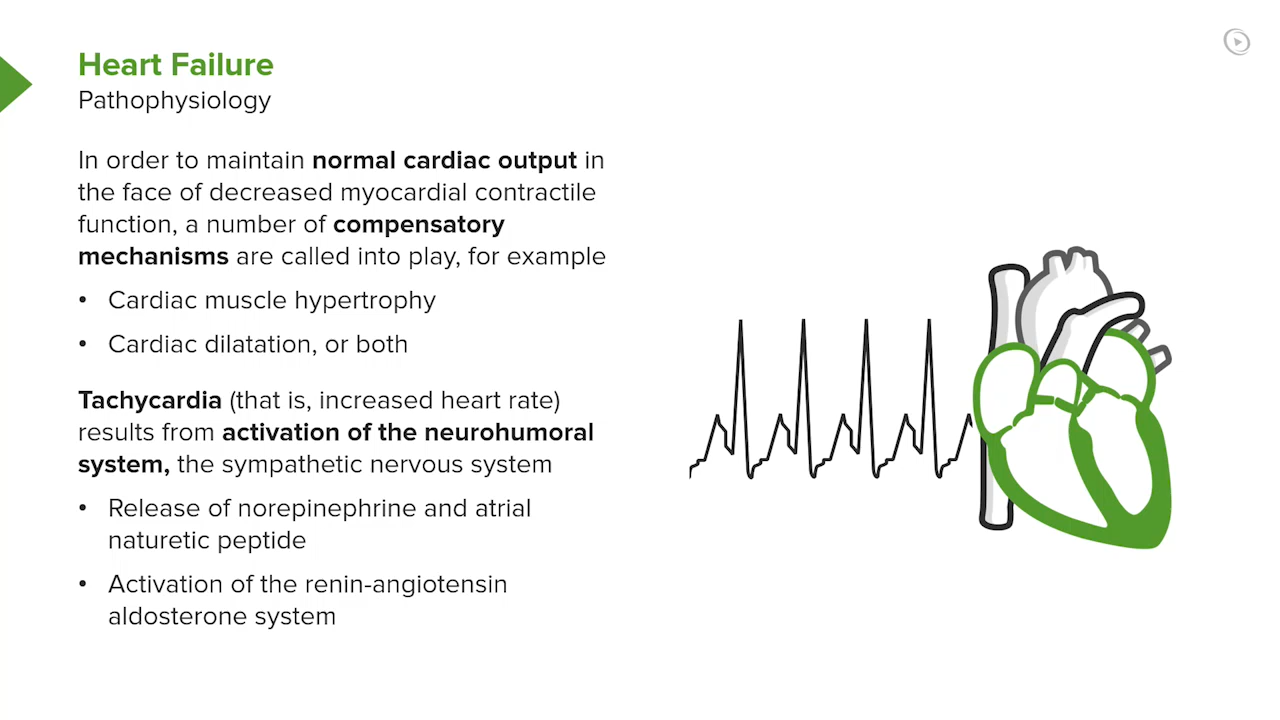 Heart Failure
Pathophysiology
In order to maintain normal cardiac output in
the face of decreased myocardial contractile
function, a number of compensatory
mechanisms are called into play, for example
• Cardiac muscle hypertrophy
• Cardiac dilatation, or both
Tachycardia (that is, increased heart rate)
results from activation of the neurohumoral
system, the sympathetic nervous system
• Release of norepinephrine and atrial
naturetic peptide
• Activation of the renin-angiotensin
aldosterone system